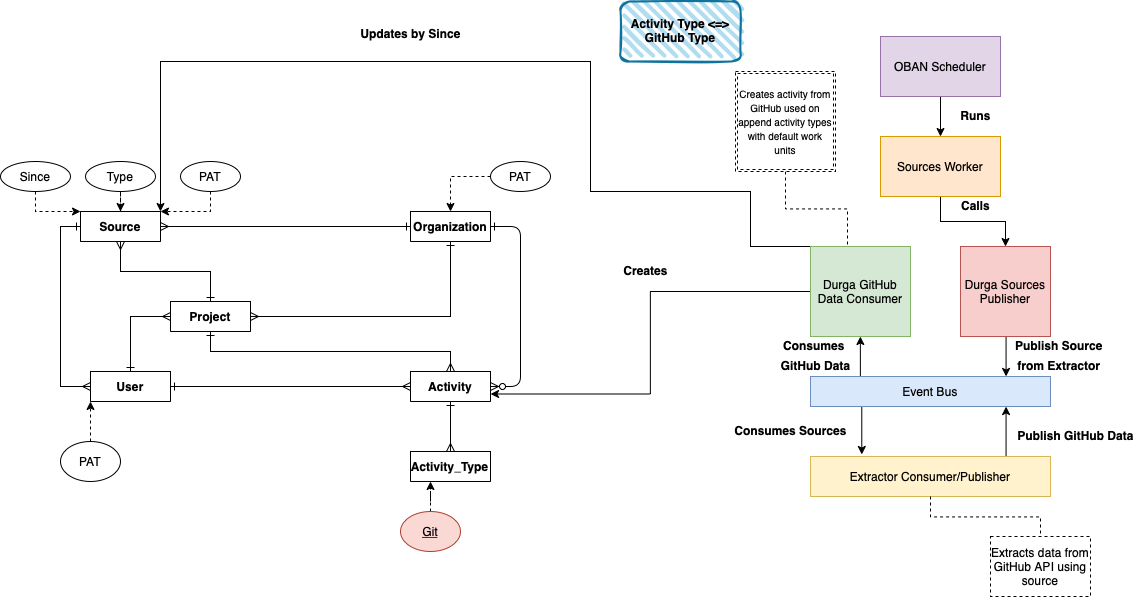 Updates by Since
Activity Type <=>
GitHub Type
OBAN Scheduler
Creates activity from
GitHub used on
append activity types
with default work
units
Runs
Sources Worker
Calls
Since
Type
PAT
PAT
Source
Organization
Creates
Durga GitHub
Data Consumer
Durga Sources
Publisher
Project
Consumes
GitHub Data
Publish Source
from Extractor
User
Activity
Event Bus
Consumes Sources
Publish GitHub Data
PAT
Activity_Type
Extractor Consumer/Publisher
Git
Extracts data from
GitHub API using
source